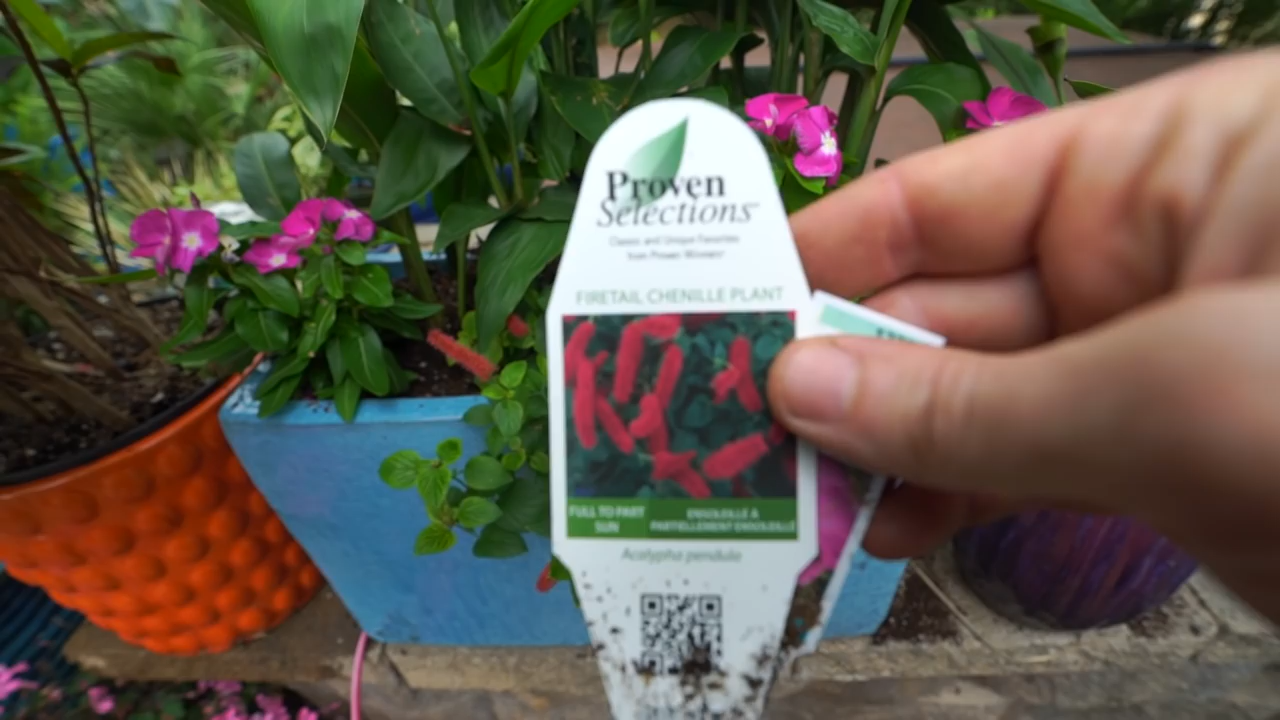 Proven
Selections
Classic and Unique Favorites
from Proven Winners
FIRETAIL CHENILLE PLANT
FULL TO PART
SUN
ENSOLEILLÉ À
PARTIELLEMENT ENSOLEILLÉ
Acalypha pendula